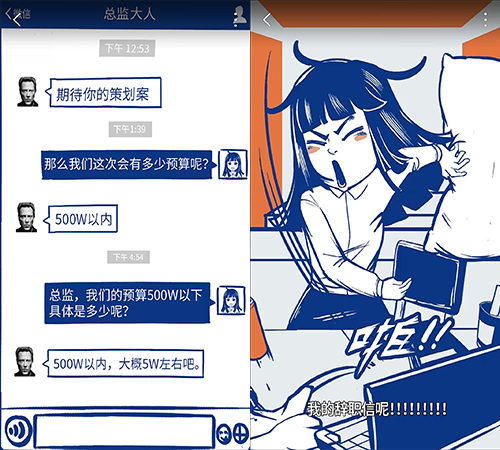 微信
总监大人
下午 12:53
期待你的策划案
下午1:39
那么我们这次会有多少预算呢?
500W以内
下午 4:54
总监，我们的预算500W以下
具体是多少呢?
500W以内，大概5W左右吧。
咋!!
我的辞职信呢!!!!!!!!!